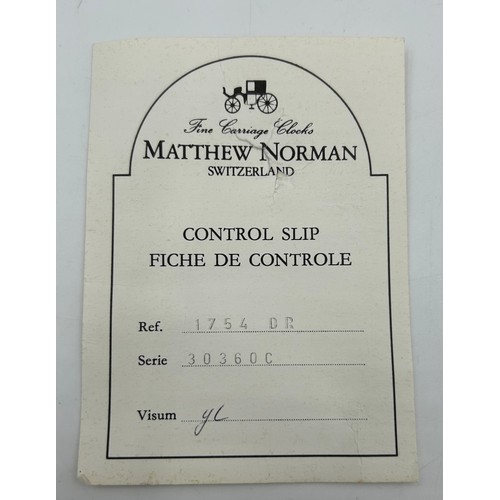 Fine Carriage Clocks
MATTHEW NORMAN
SWITZERLAND
CONTROL SLIP
FICHE DE CONTROLE
Ref. 1754 DR
Serie 30360C
Visum